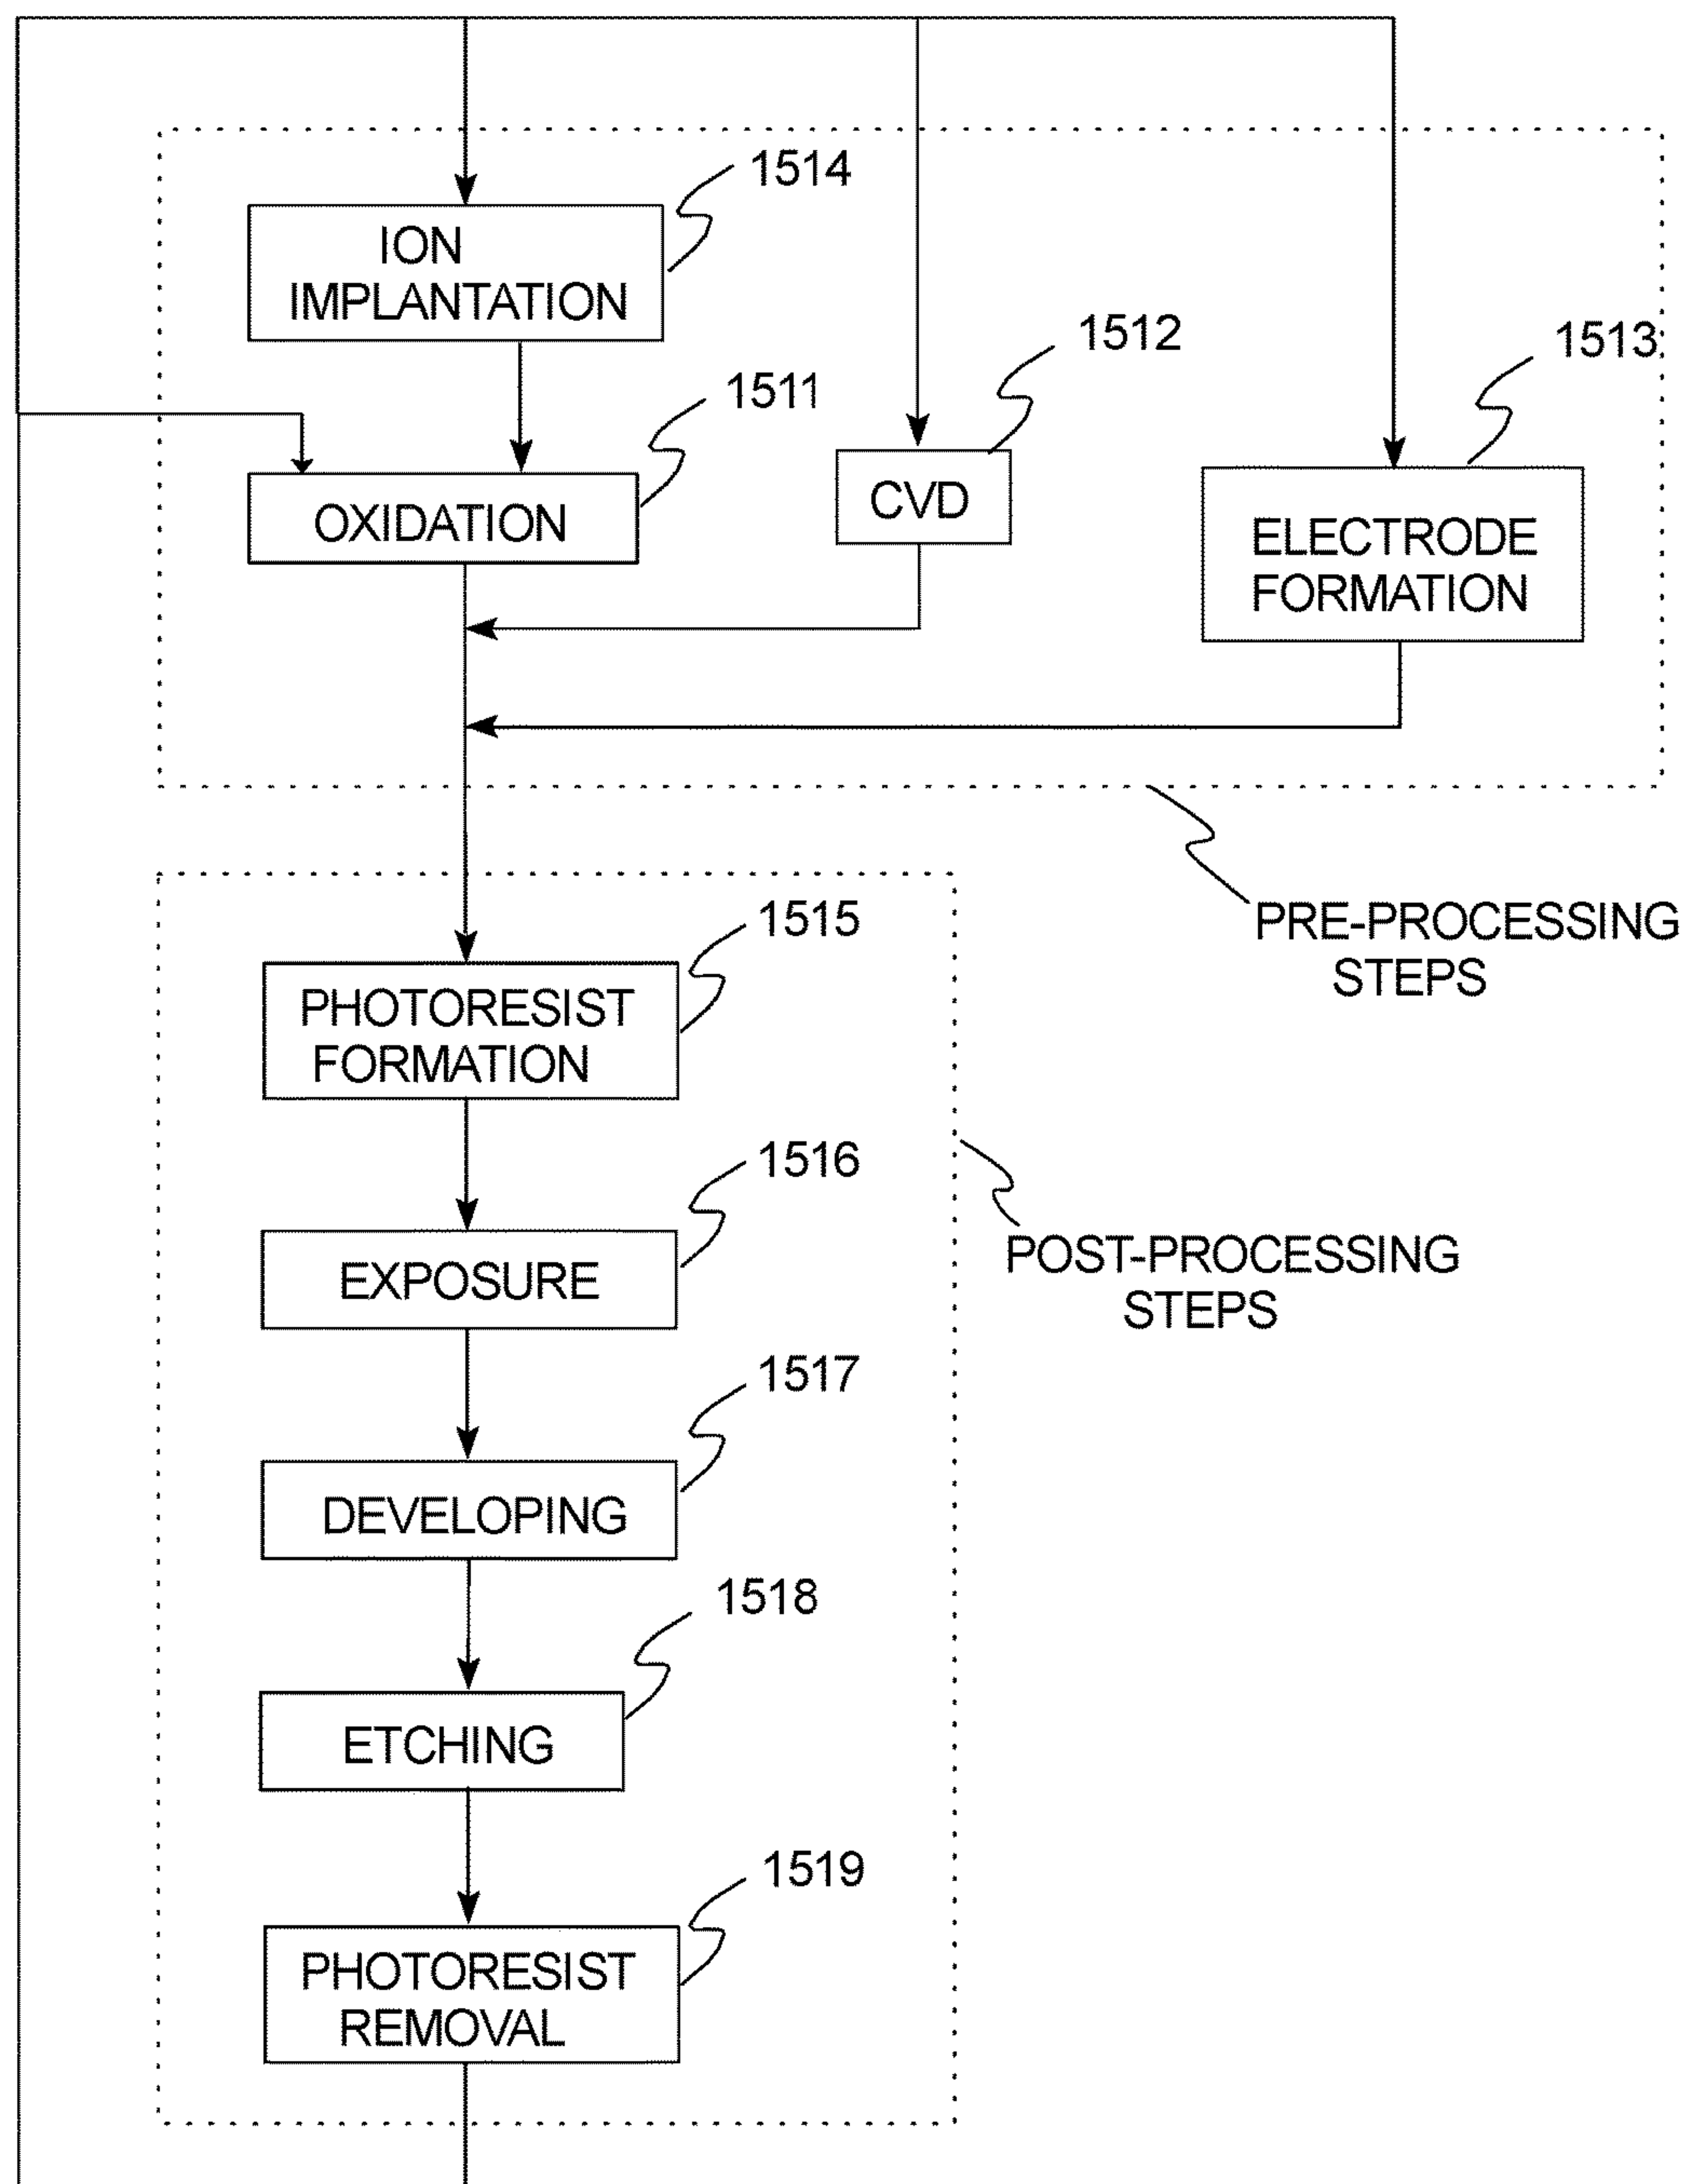 1514
ION
IMPLANTATION
1512
1513
1511
OXIDATION
CVD
ELECTRODE
FORMATION
PRE-PROCESSING
STEPS
1515
PHOTORESIST
FORMATION
1516
EXPOSURE
POST-PROCESSING
STEPS
1517
DEVELOPING
1518
ETCHING
1519
PHOTORESIST
REMOVAL